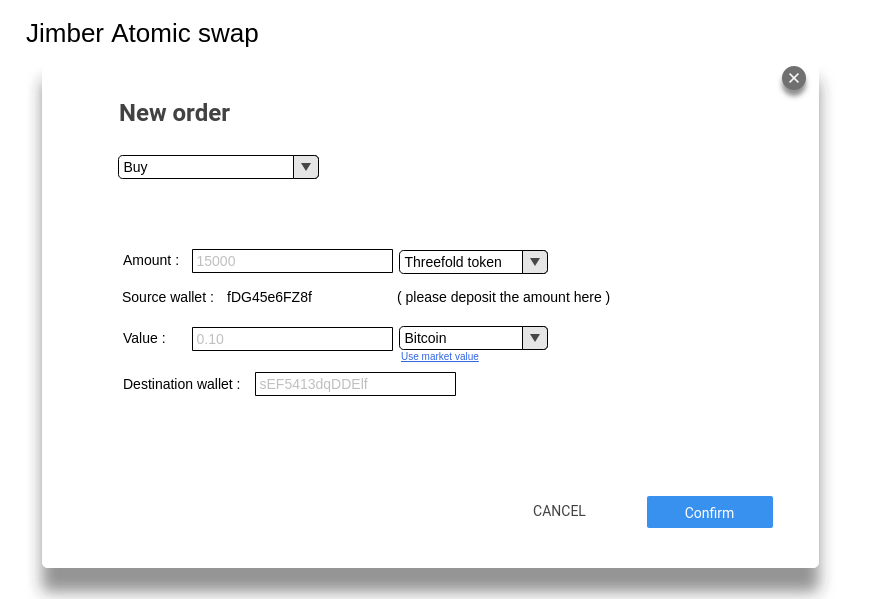 Jimber Atomic swap
New order
Buy
Amount : 15000 Threefold token
Source wallet : fDG45e6FZ8f ( please deposit the amount here )
Value : 0.10 Bitcoin
Use market value
Destination wallet : sEF5413dqDDElf
CANCEL Confirm